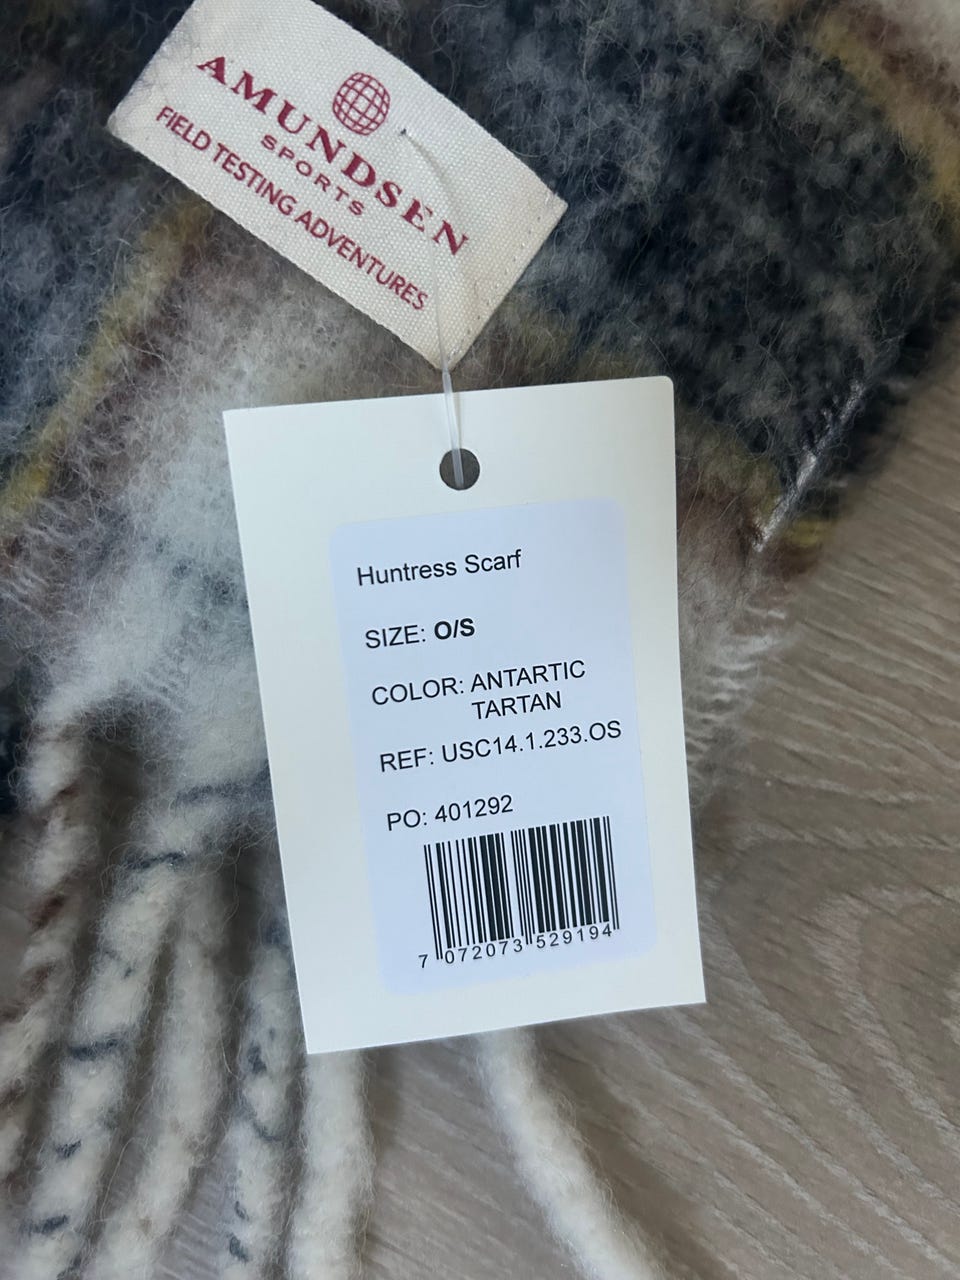 AMUNDSEN
SPORTS
FIELD TESTING ADVENTURES
Huntress Scarf
SIZE: O/S
COLOR: ANTARTIC
TARTAN
REF: USC14.1.233.OS
PO: 401292
7 072073 529194